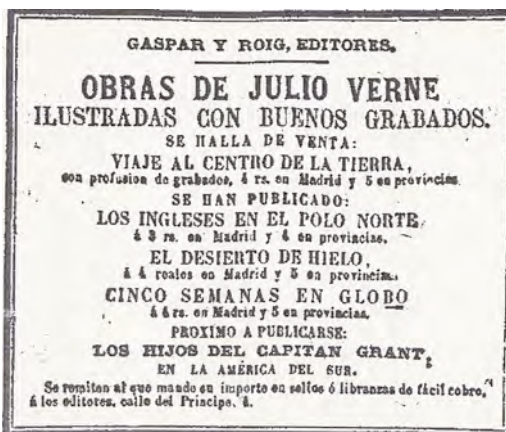 GASPAR Y ROIG, EDITORES.
OBRAS DE JULIO VERNE
ILUSTRADAS CON BUENOS GRABADOS.
SE HALLA DE VENTA:
VIAJE AL CENTRO DE LA TIERRA,
con profusion de grabados, 4 rs. en Madrid y 5 en provincias.
SE HAN PUBLICADO:
LOS INGLESES EN EL POLO NORTE,
á 3 rs. en Madrid y 4 en provincias.
EL DESIERTO DE HIELO,
á 4 reales en Madrid y 5 en provincias.
CINCO SEMANAS EN GLOBO
á 4 rs. en Madrid y 5 en provincias.
PROXIMO A PUBLICARSE:
LOS HIJOS DEL CAPITAN GRANT,
EN LA AMÉRICA DEL SUR.
Se remiten al que mande su importe en sellos ó libranzas de fácil cobro,
á los editores, calle del Principe, 4.